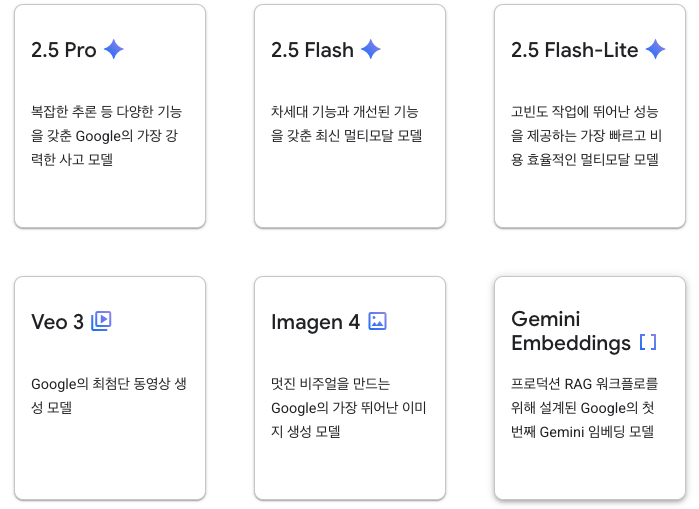 2.5 Pro
복잡한 추론 등 다양한 기능
을 갖춘 Google의 가장 강
력한 사고 모델
2.5 Flash
차세대 기능과 개선된 기능
을 갖춘 최신 멀티모달 모델
2.5 Flash-Lite
고빈도 작업에 뛰어난 성능
을 제공하는 가장 빠르고 비
용 효율적인 멀티모달 모델
Veo 3
Google의 최첨단 동영상 생
성 모델
Imagen 4
멋진 비주얼을 만드는
Google의 가장 뛰어난 이미
지 생성 모델
Gemini
Embeddings
프로덕션 RAG 워크플로를
위해 설계된 Google의 첫
번째 Gemini 임베딩 모델